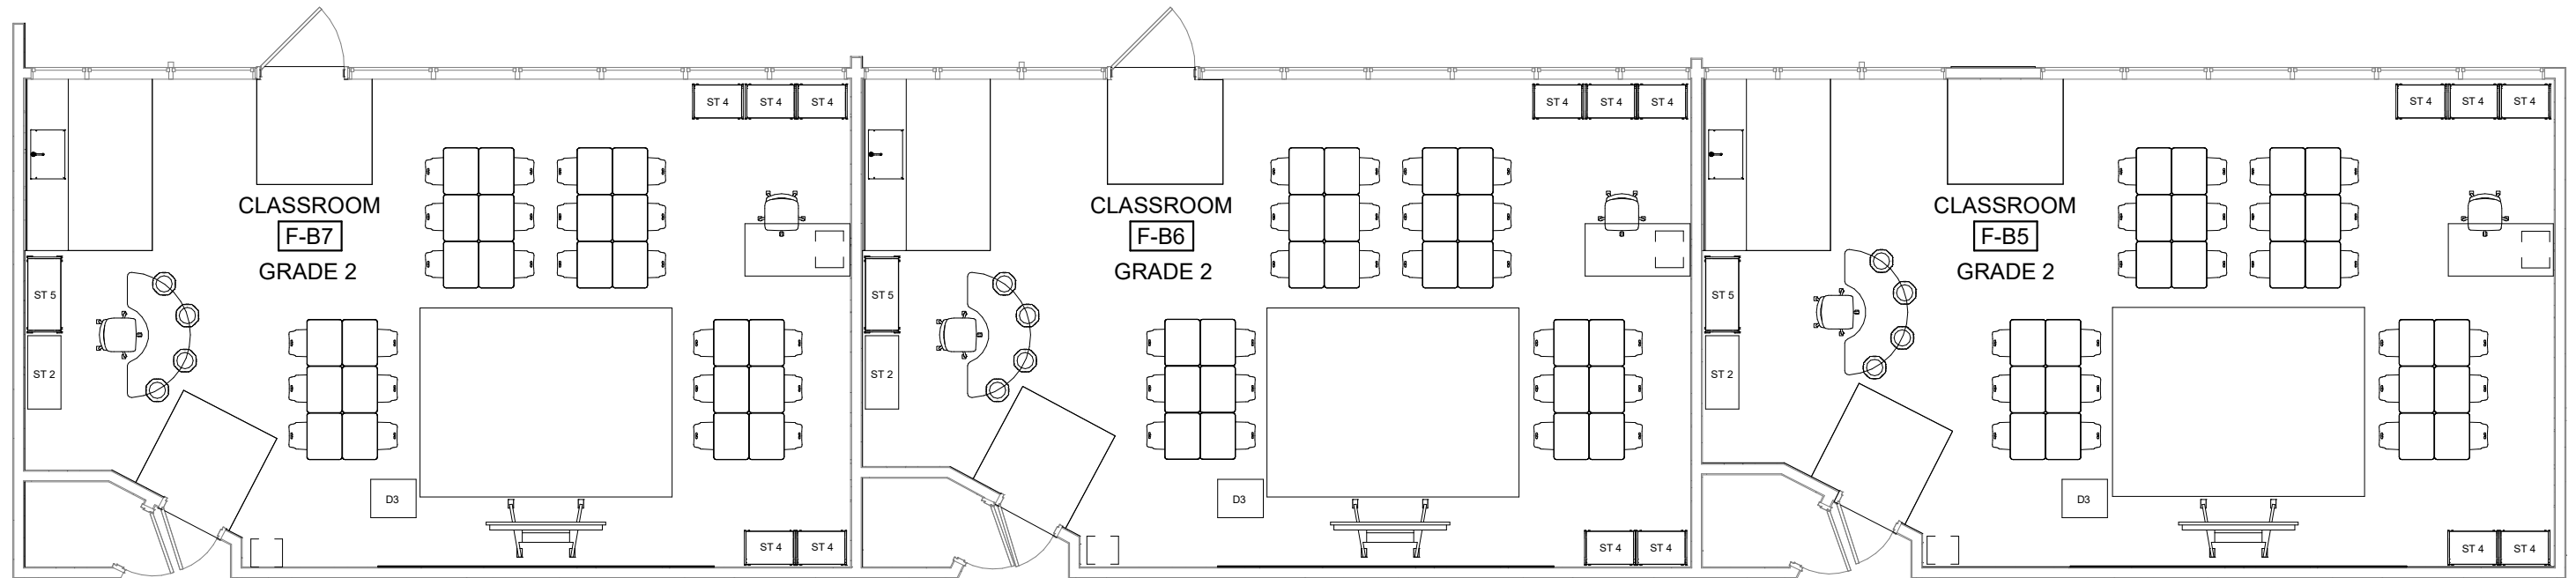 ST 4 ST 4 ST 4 ST 4 ST 4 ST 4 ST 4 ST 4 ST 4
CLASSROOM CLASSROOM CLASSROOM
F-B7 F-B6 F-B5
GRADE 2 GRADE 2 GRADE 2
ST 5 ST 5 ST 5
ST 2 ST 2 ST 2
D3 D3 D3
ST 4 ST 4 ST 4 ST 4 ST 4 ST 4